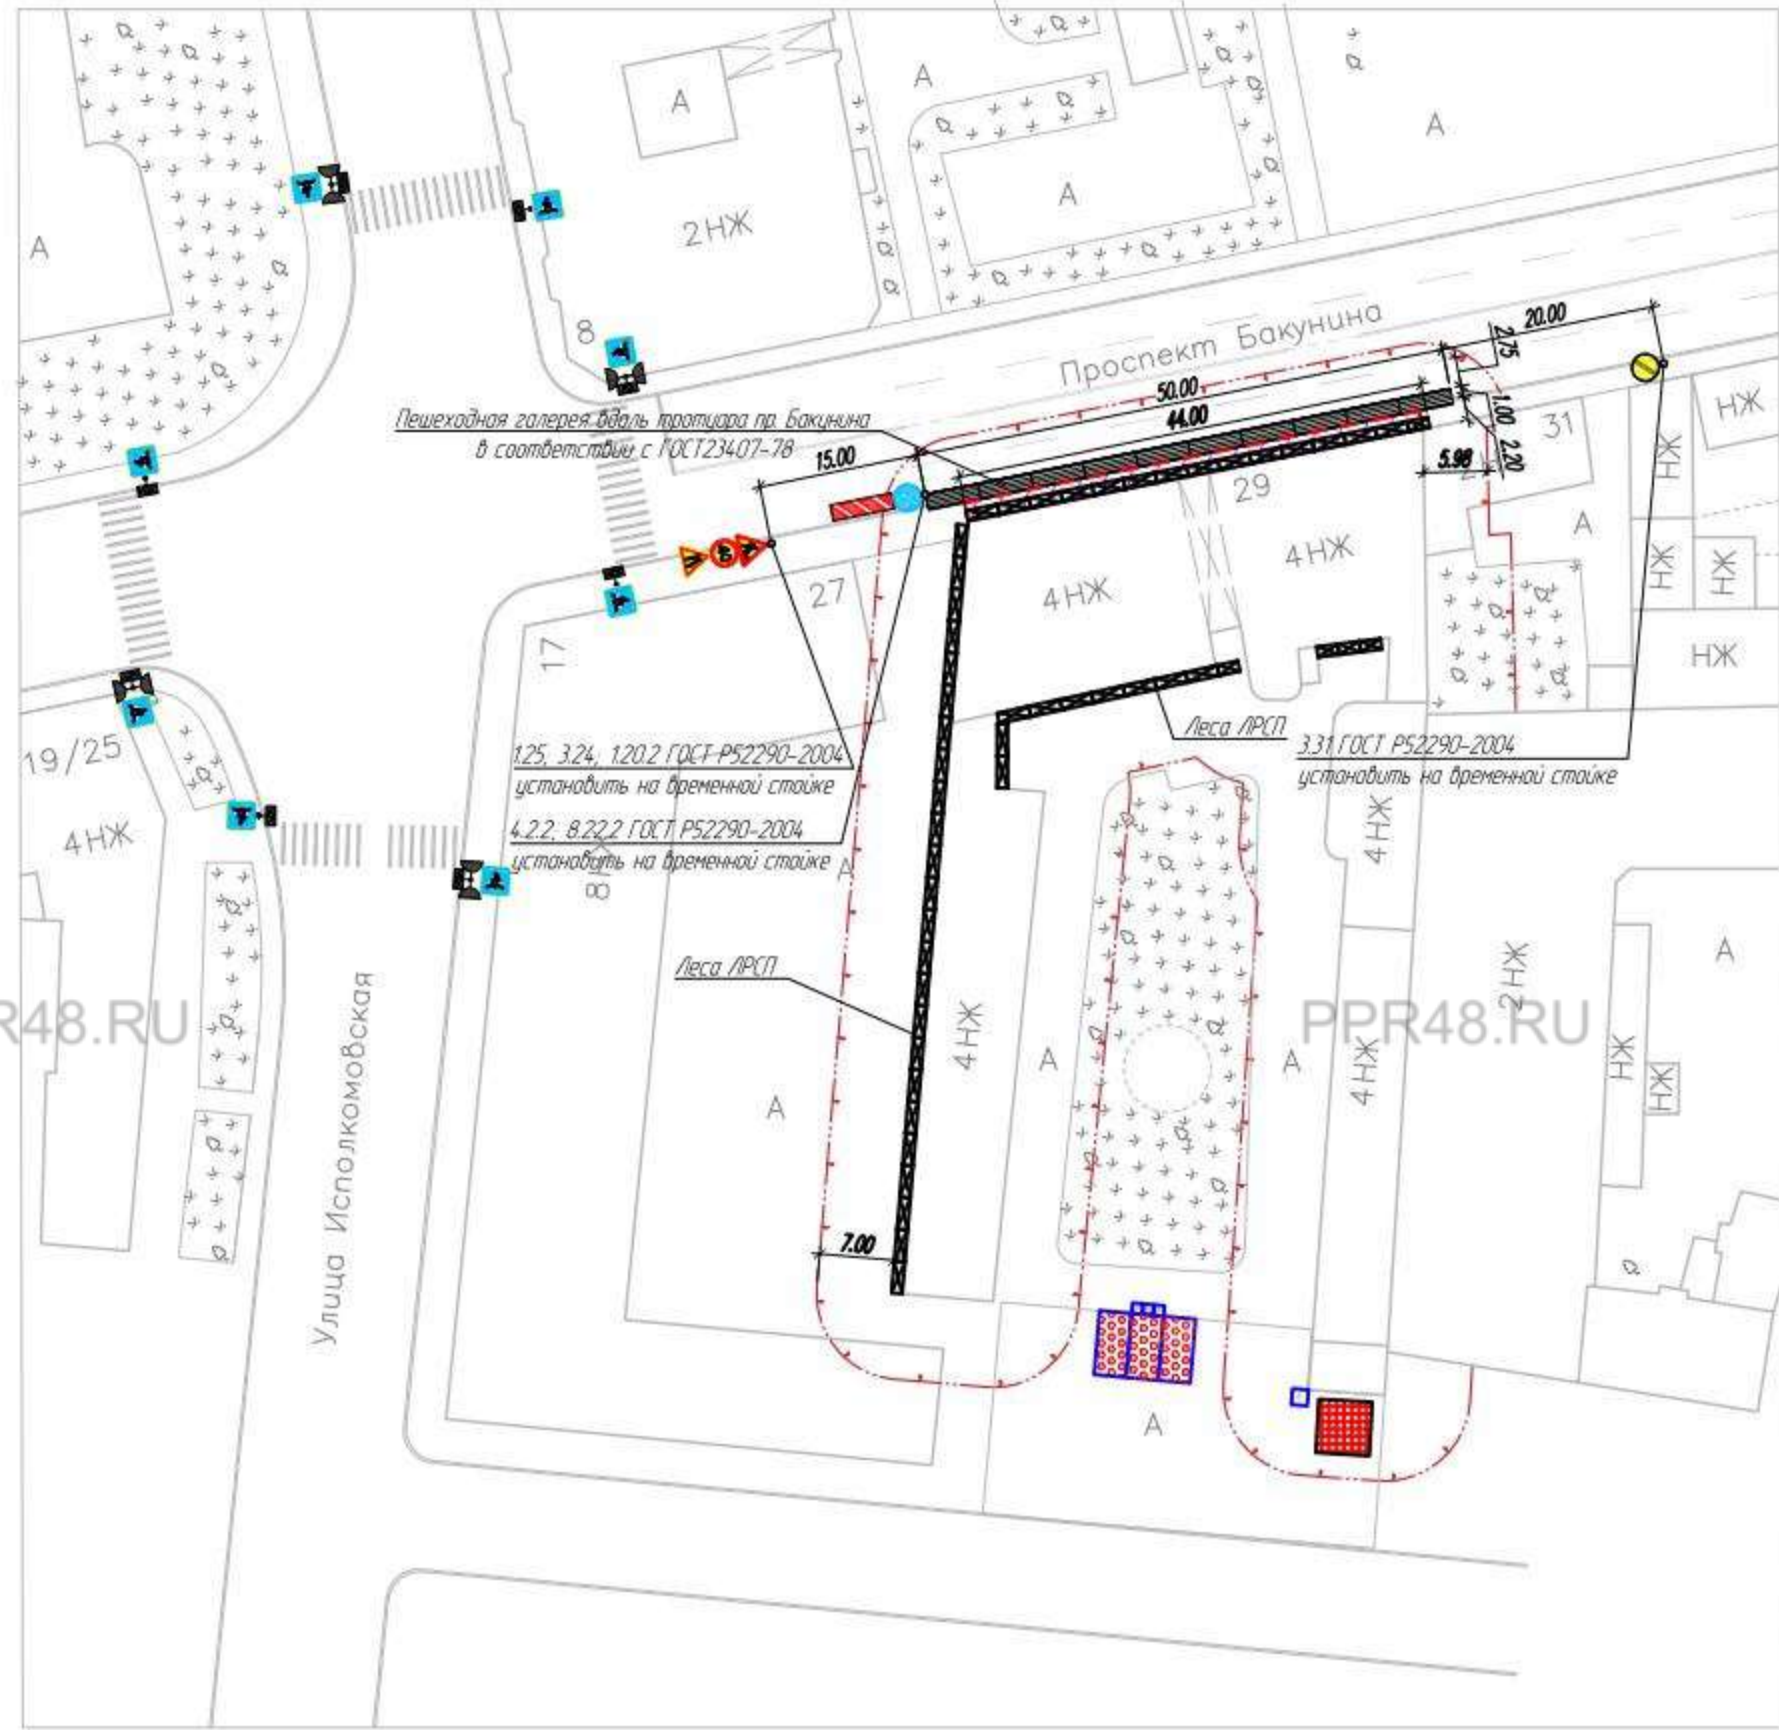 А
А
А
2НЖ
А
А
А
8
Проспект Бакунина
20.00
2.75
50.00
44.00
1.00
2.20
5.98
15.00
Пешеходная галерея вдоль тротуара пр. Бакунина
в соответствии с ГОСТ23407-78
31
29
НЖ
НЖ
А
НЖ
НЖ
НЖ
4НЖ
4НЖ
27
17
40
19/25
4НЖ
1.25, 3.24, 1.20.2 ГОСТ Р52290-2004
установить на временной стойке
4.2.2, 8.22.2 ГОСТ Р52290-2004
установить на временной стойке
Леса ЛРСП
3.31 ГОСТ Р52290-2004
установить на временной стойке
4НЖ
А
Леса ЛРСП
2НЖ
А
R48.RU
PPR48.RU
4НЖ
А
А
4НЖ
НЖ
НЖ
А
Улица Исполкомовская
7.00
А